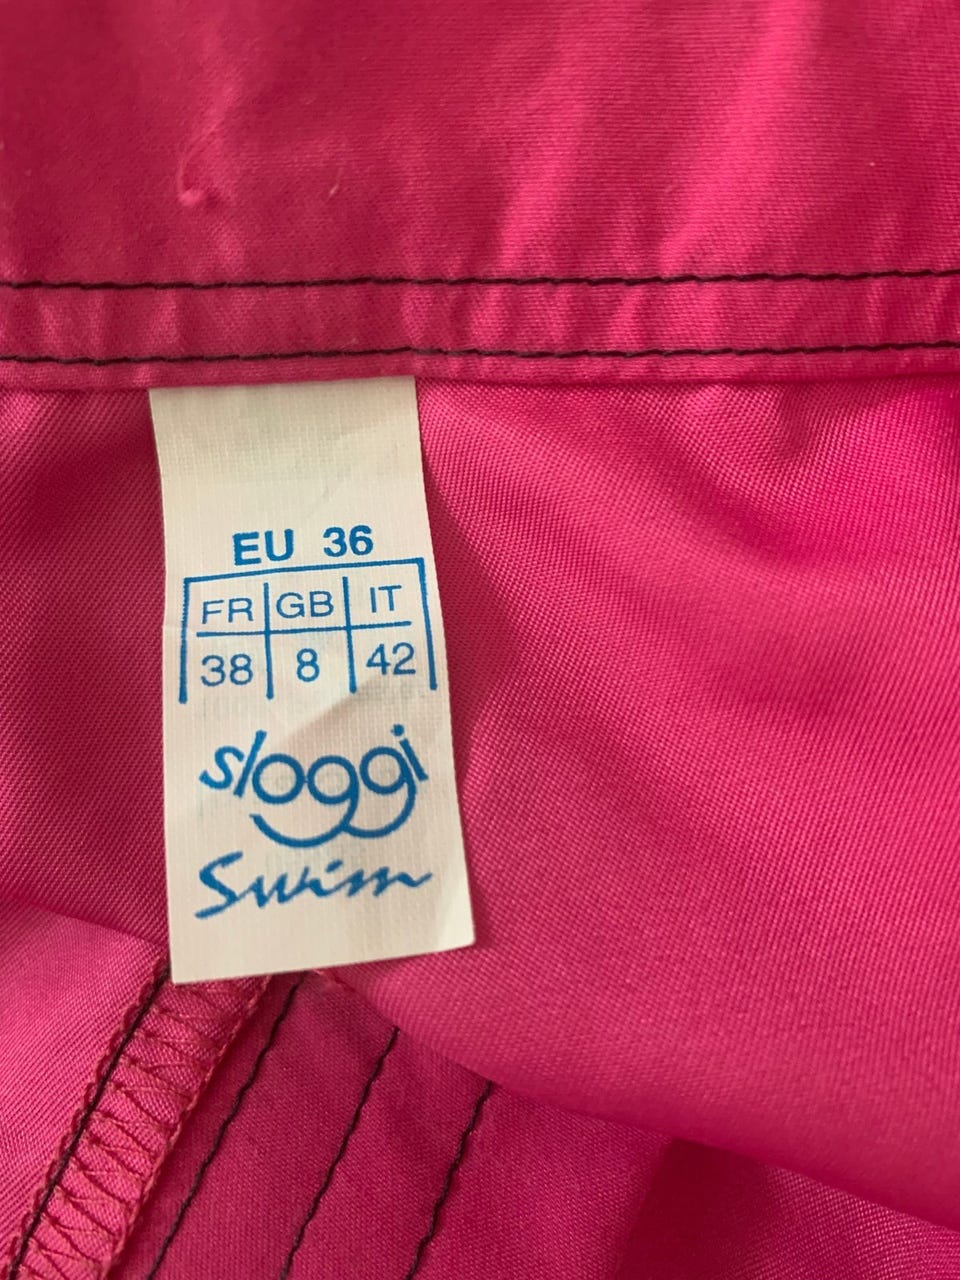 EU 36
FR GB IT
38 8 42
sloggi
Swim